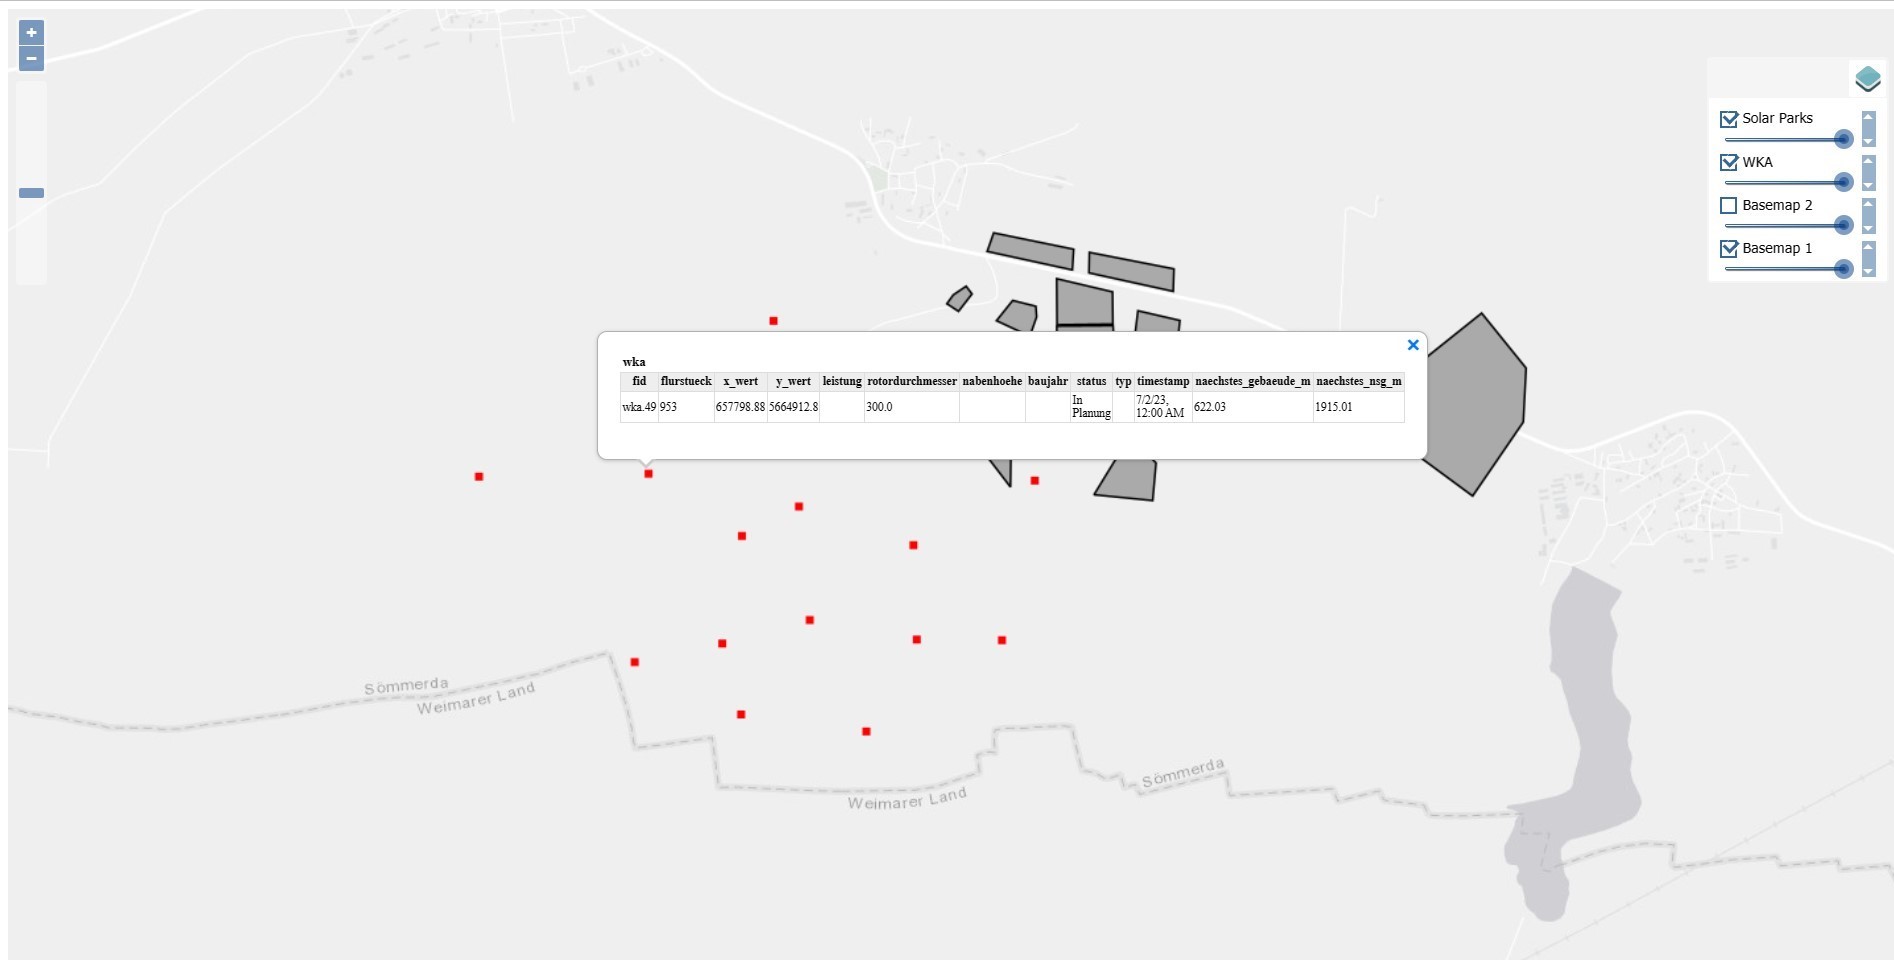 +
−
Solar Parks
WKA
Basemap 2
Basemap 1
wka
fid flurstueck x_wert y_wert leistung rotordurchmesser nabenhoehe baujahr status typ timestamp naechstes_gebaeude_m naechstes_nsg_m
wka.49 953 657798.88 5664912.8 300.0 In Planung 7/2/23, 12:00 AM 622.03 1915.01
Sömmerda
Weimarer Land
Sömmerda
Weimarer Land